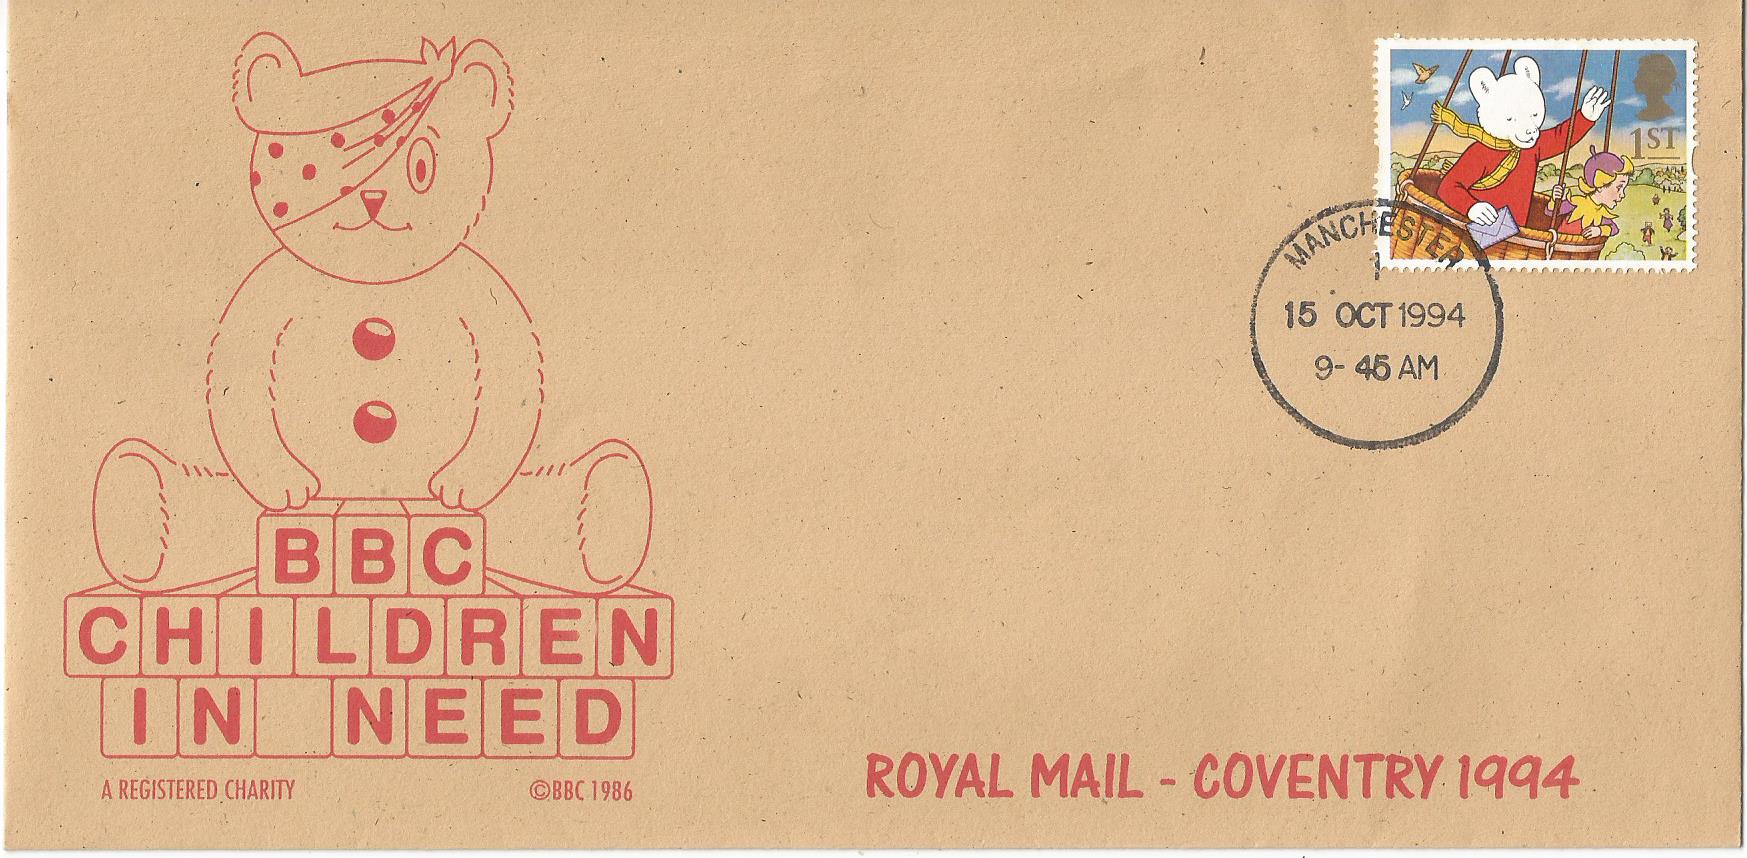 1ST
MANCHESTER
1
15 OCT 1994
9-45 AM
BBC
CHILDREN
IN NEED
A REGISTERED CHARITY
©BBC 1986
ROYAL MAIL - COVENTRY 1994